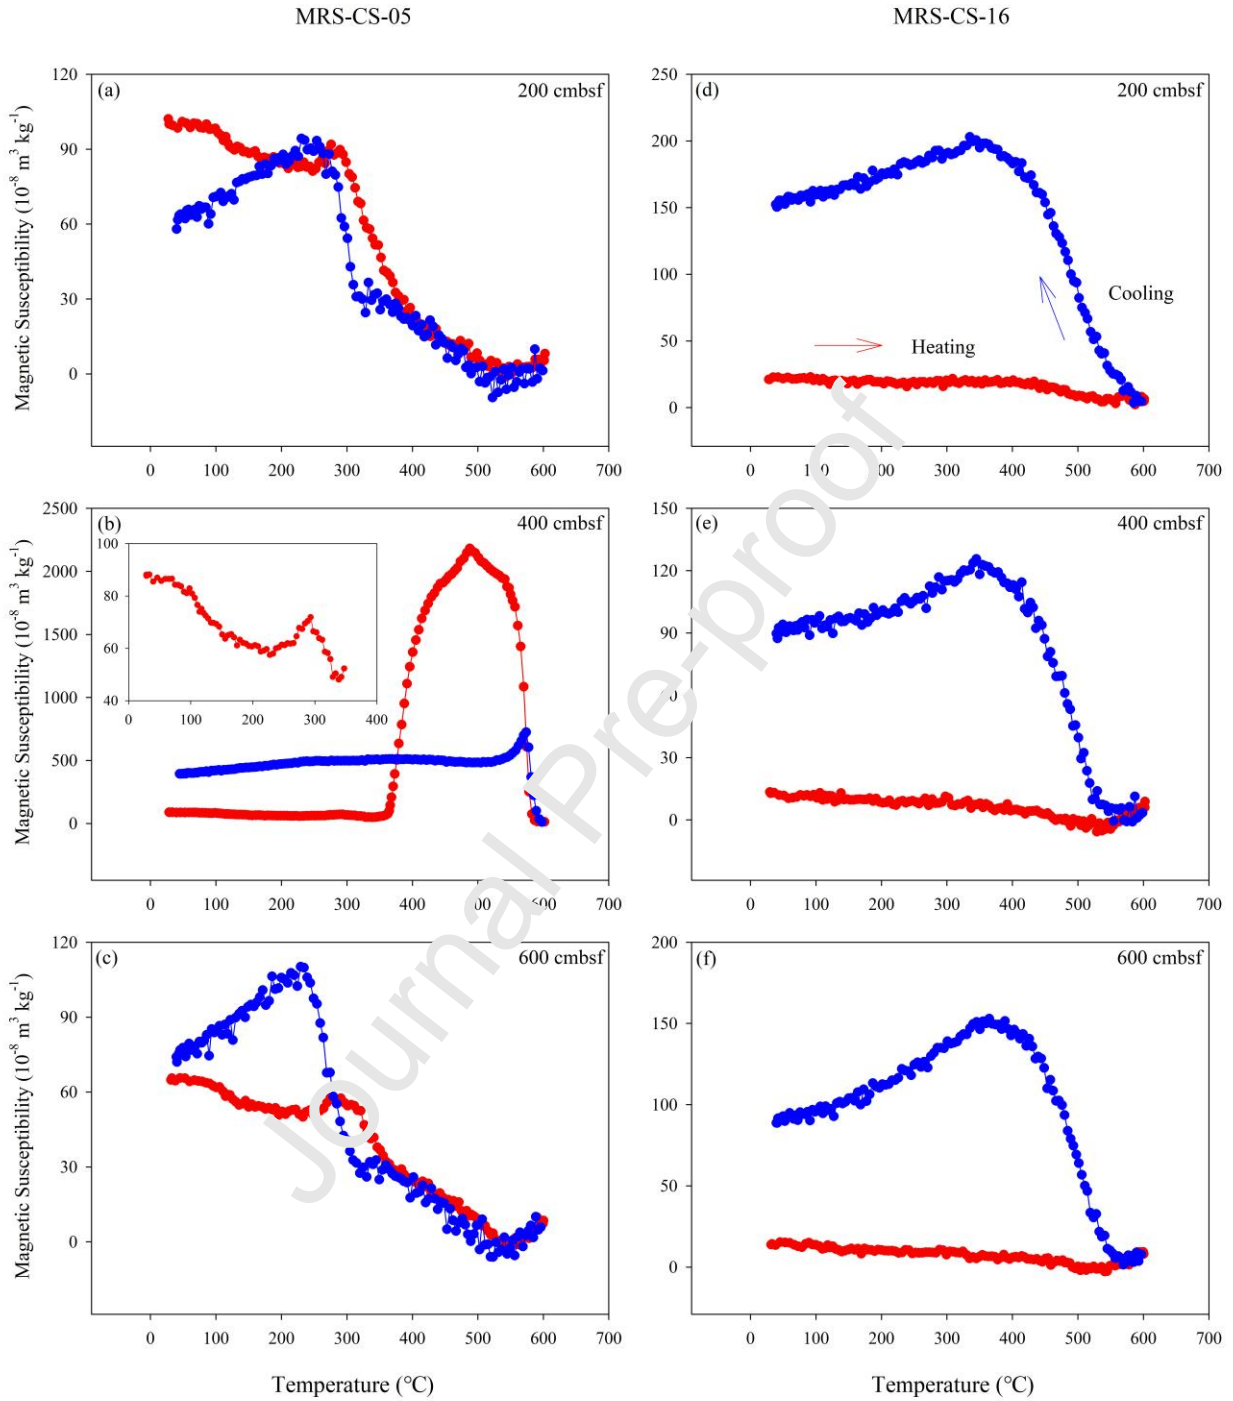 MRS-CS-05
MRS-CS-16
(a)
200 cmbsf
120
90
60
30
0
0 100 200 300 400 500 600 700
Magnetic Susceptibility (10⁻⁸ m³ kg⁻¹)
(d)
200 cmbsf
250
200
150
100
50
0
Cooling
Heating
0 100 200 300 400 500 600 700
(b)
400 cmbsf
2500
2000
1500
1000
500
0
100
80
60
40
0 100 200 300 400
0 100 200 300 400 500 600 700
Magnetic Susceptibility (10⁻⁸ m³ kg⁻¹)
(e)
400 cmbsf
150
120
90
60
30
0
0 100 200 300 400 500 600 700
(c)
600 cmbsf
120
90
60
30
0
0 100 200 300 400 500 600 700
Magnetic Susceptibility (10⁻⁸ m³ kg⁻¹)
Temperature (°C)
(f)
600 cmbsf
200
150
100
50
0
0 100 200 300 400 500 600 700
Temperature (°C)
Journal Pre-proof